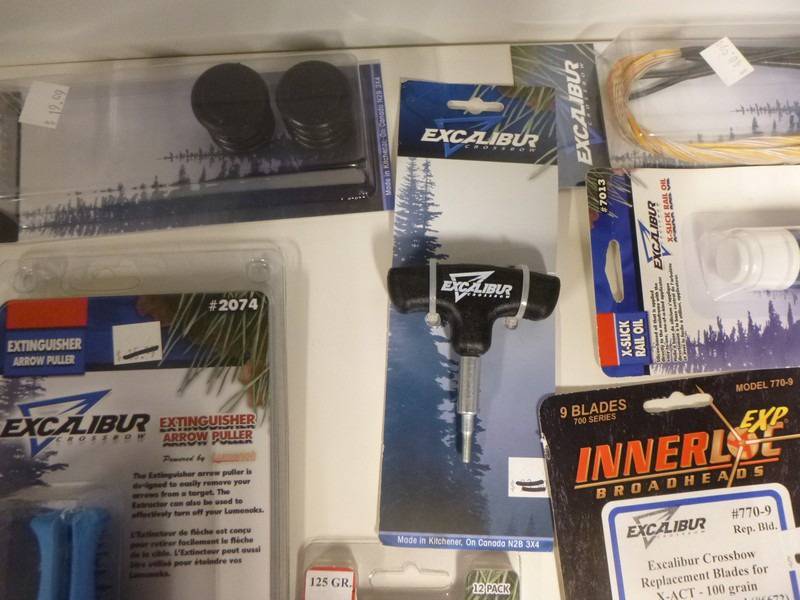 $ 19.99
Made in Kitchener, On Canada N2B 3X4
EXCALIBUR
CROSSBOW
EXCALIBUR
CROSSBOW
Made in Kitchener, On Canada N2B 3X4
EXCALIBUR
CROSSBOW
#7013
EXCALIBUR
CROSSBOW
X-SLICK RAIL OIL
X-SLICK
RAIL OIL
#2074
EXTINGUISHER
ARROW PULLER
EXCALIBUR
CROSSBOW
EXTINGUISHER
ARROW PULLER
Powered by
The Extinguisher arrow puller is
de-signed to easily remove your
arrows from a target. The
Extractor can also be used to
effectively turn off your Lumenoks.
L'Extincteur de flèche est conçu
pour retirer facilement la flèche
de la cible. L'Extincteur peut aussi
être utilisé pour éteindre vos
Lumenoks.
125 GR.
12 PACK
9 BLADES
700 SERIES
MODEL 770-9
INNERLOC EXP
BROADHEADS
EXCALIBUR
CROSSBOW
#770-9
Rep. Bld.
Excalibur Crossbow
Replacement Blades for
X-ACT - 100 grain